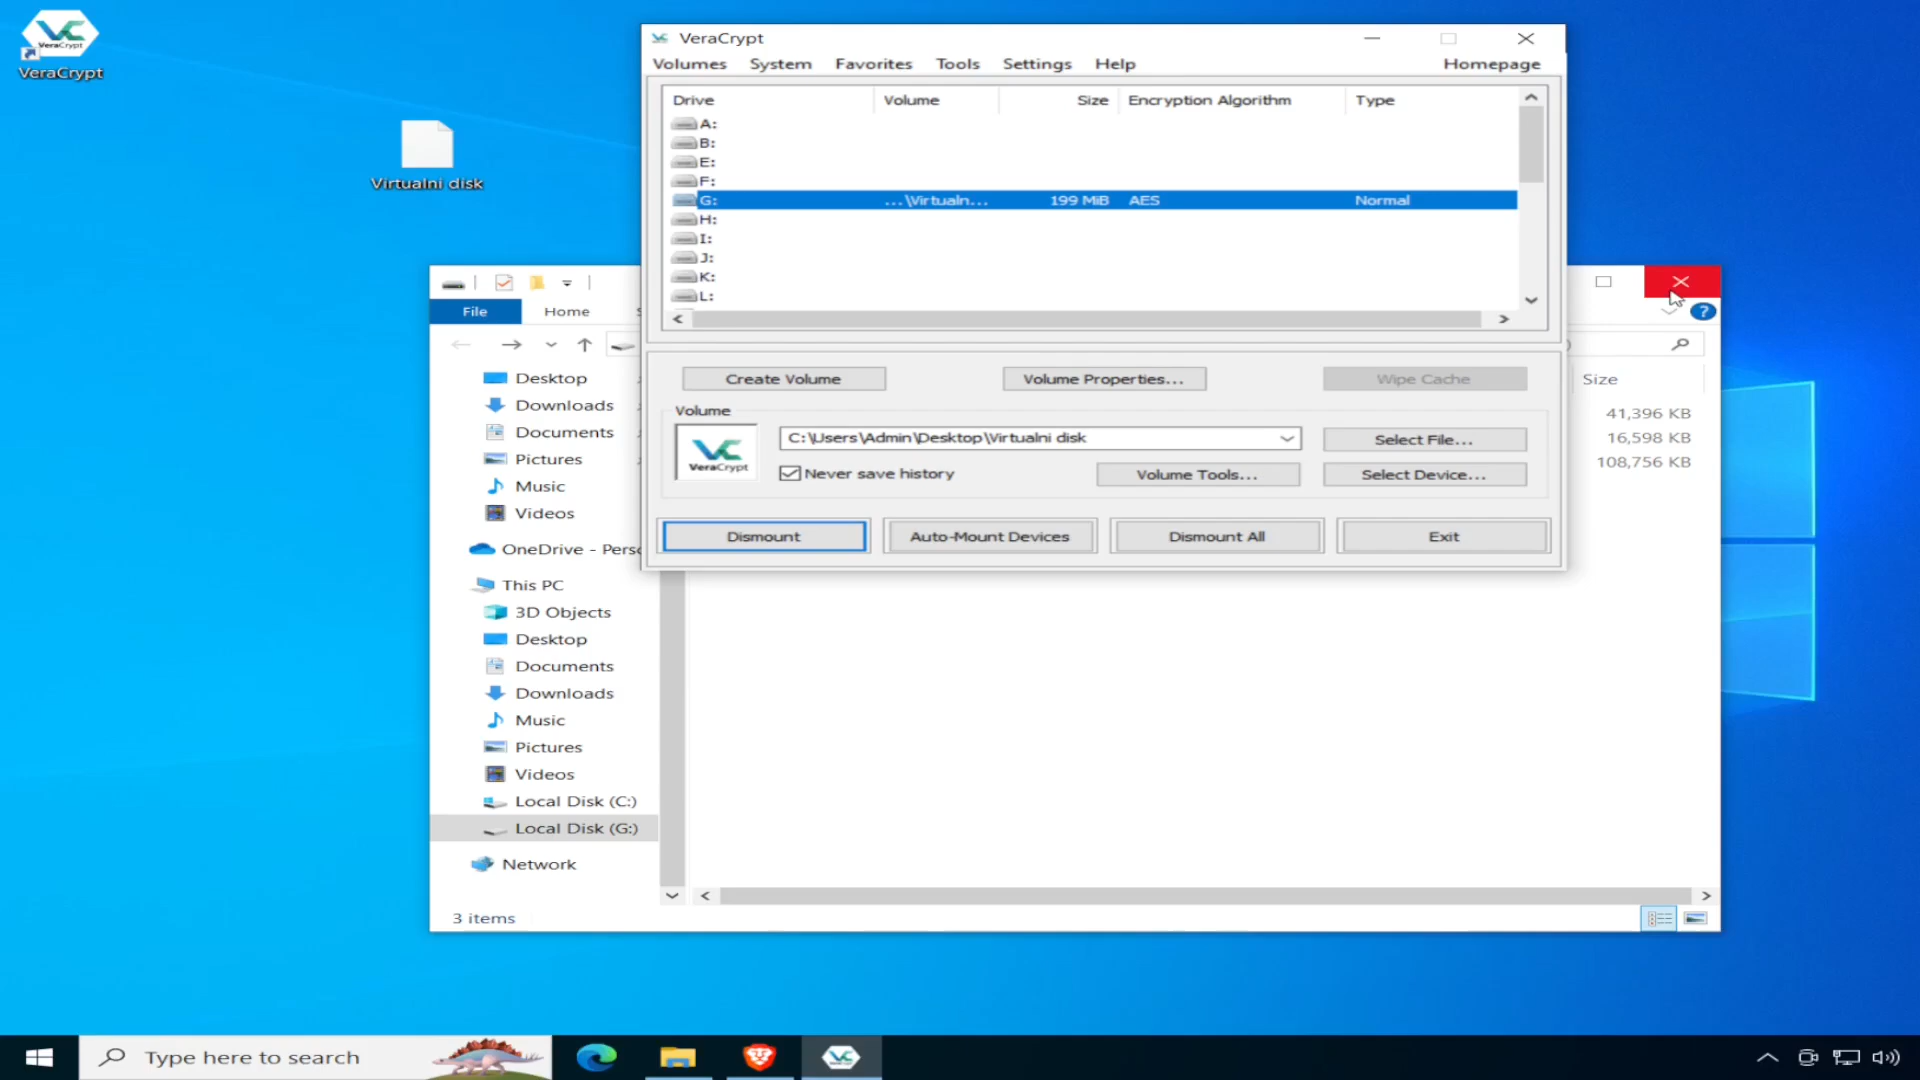 VeraCrypt
VeraCrypt
Virtualni disk
VeraCrypt
Volumes System Favorites Tools Settings Help Homepage
Drive Volume Size Encryption Algorithm Type
A:
B:
E:
F:
G: ...\Virtualn... 199 MiB AES Normal
H:
I:
J:
K:
L:
Create Volume Volume Properties... Wipe Cache
Volume
VeraCrypt
C:\Users\Admin\Desktop\Virtualni disk Select File...
Never save history Volume Tools... Select Device...
Dismount Auto-Mount Devices Dismount All Exit
File Home
?
Size
41,396 KB
16,598 KB
108,756 KB
Desktop
Downloads
Documents
Pictures
Music
Videos
OneDrive - Perso
This PC
3D Objects
Desktop
Documents
Downloads
Music
Pictures
Videos
Local Disk (C:)
Local Disk (G:)
Network
3 items
Type here to search